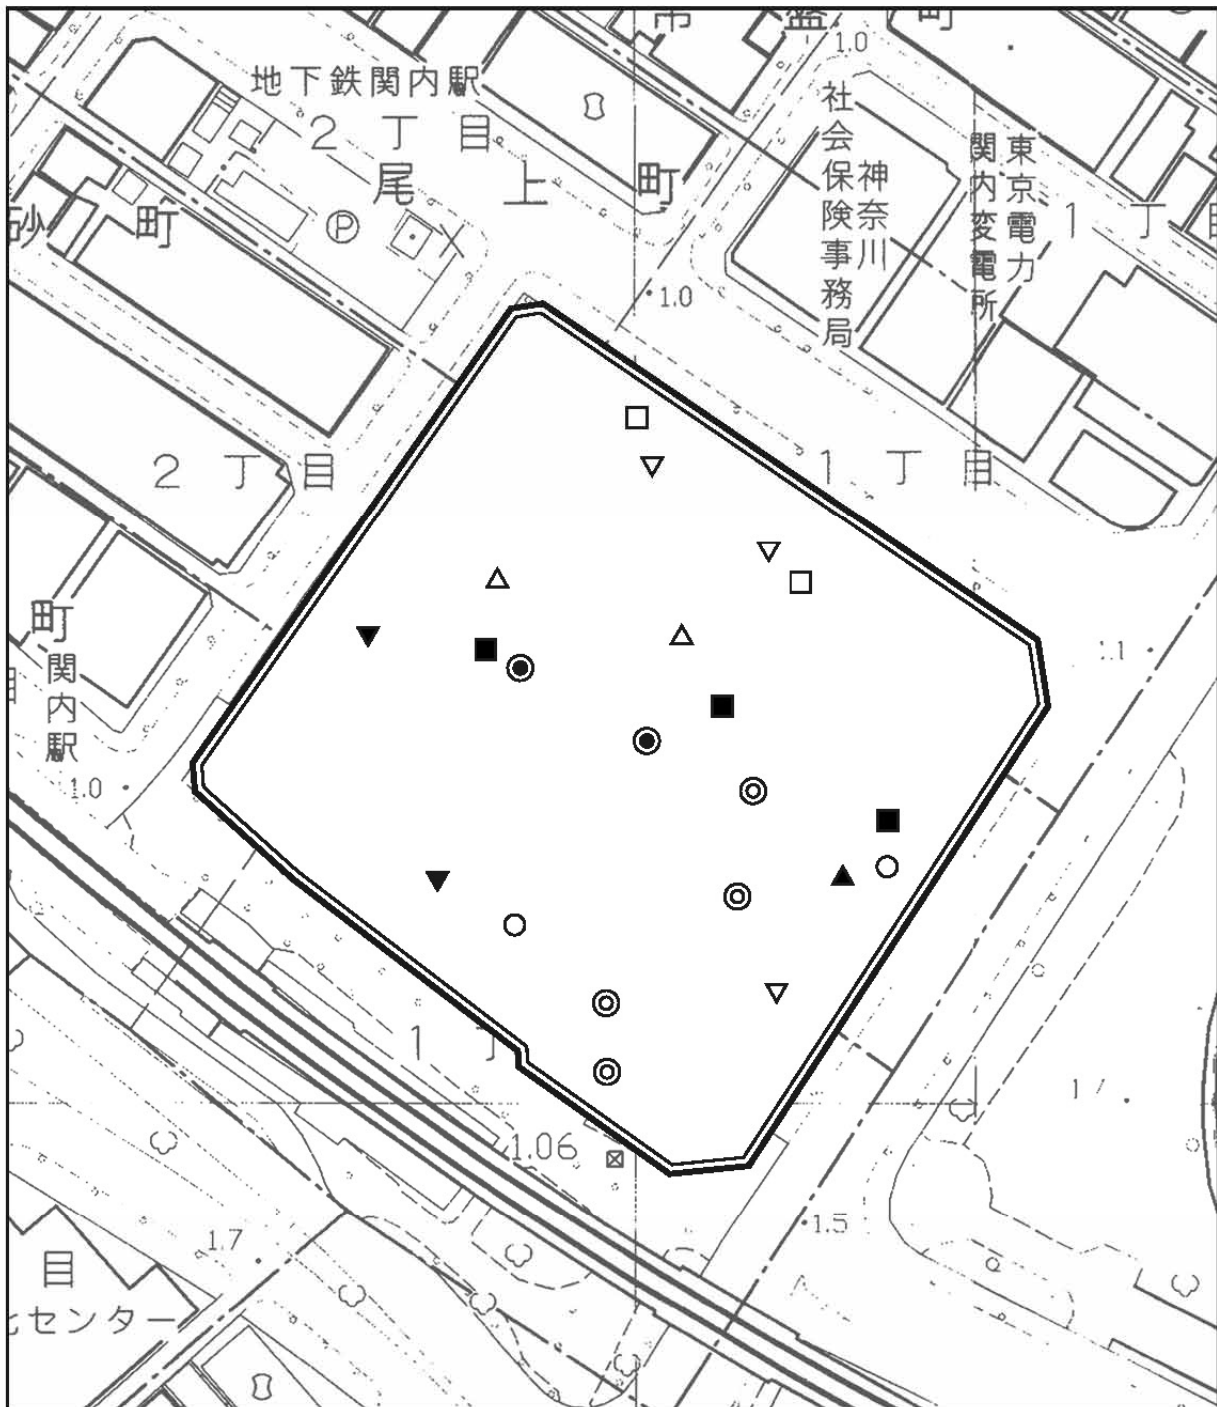 常 盤 町
1.0
地下鉄関内駅
2 丁 目
尾 上 町
P
砂 町
社会保険事務局
神奈川
関内変電所
東京電力
1 丁 目
1.0
2 丁 目
1 丁 目
町
関内駅
1.1
1.0
1 丁
1.06
1.7
1.5
目
センター